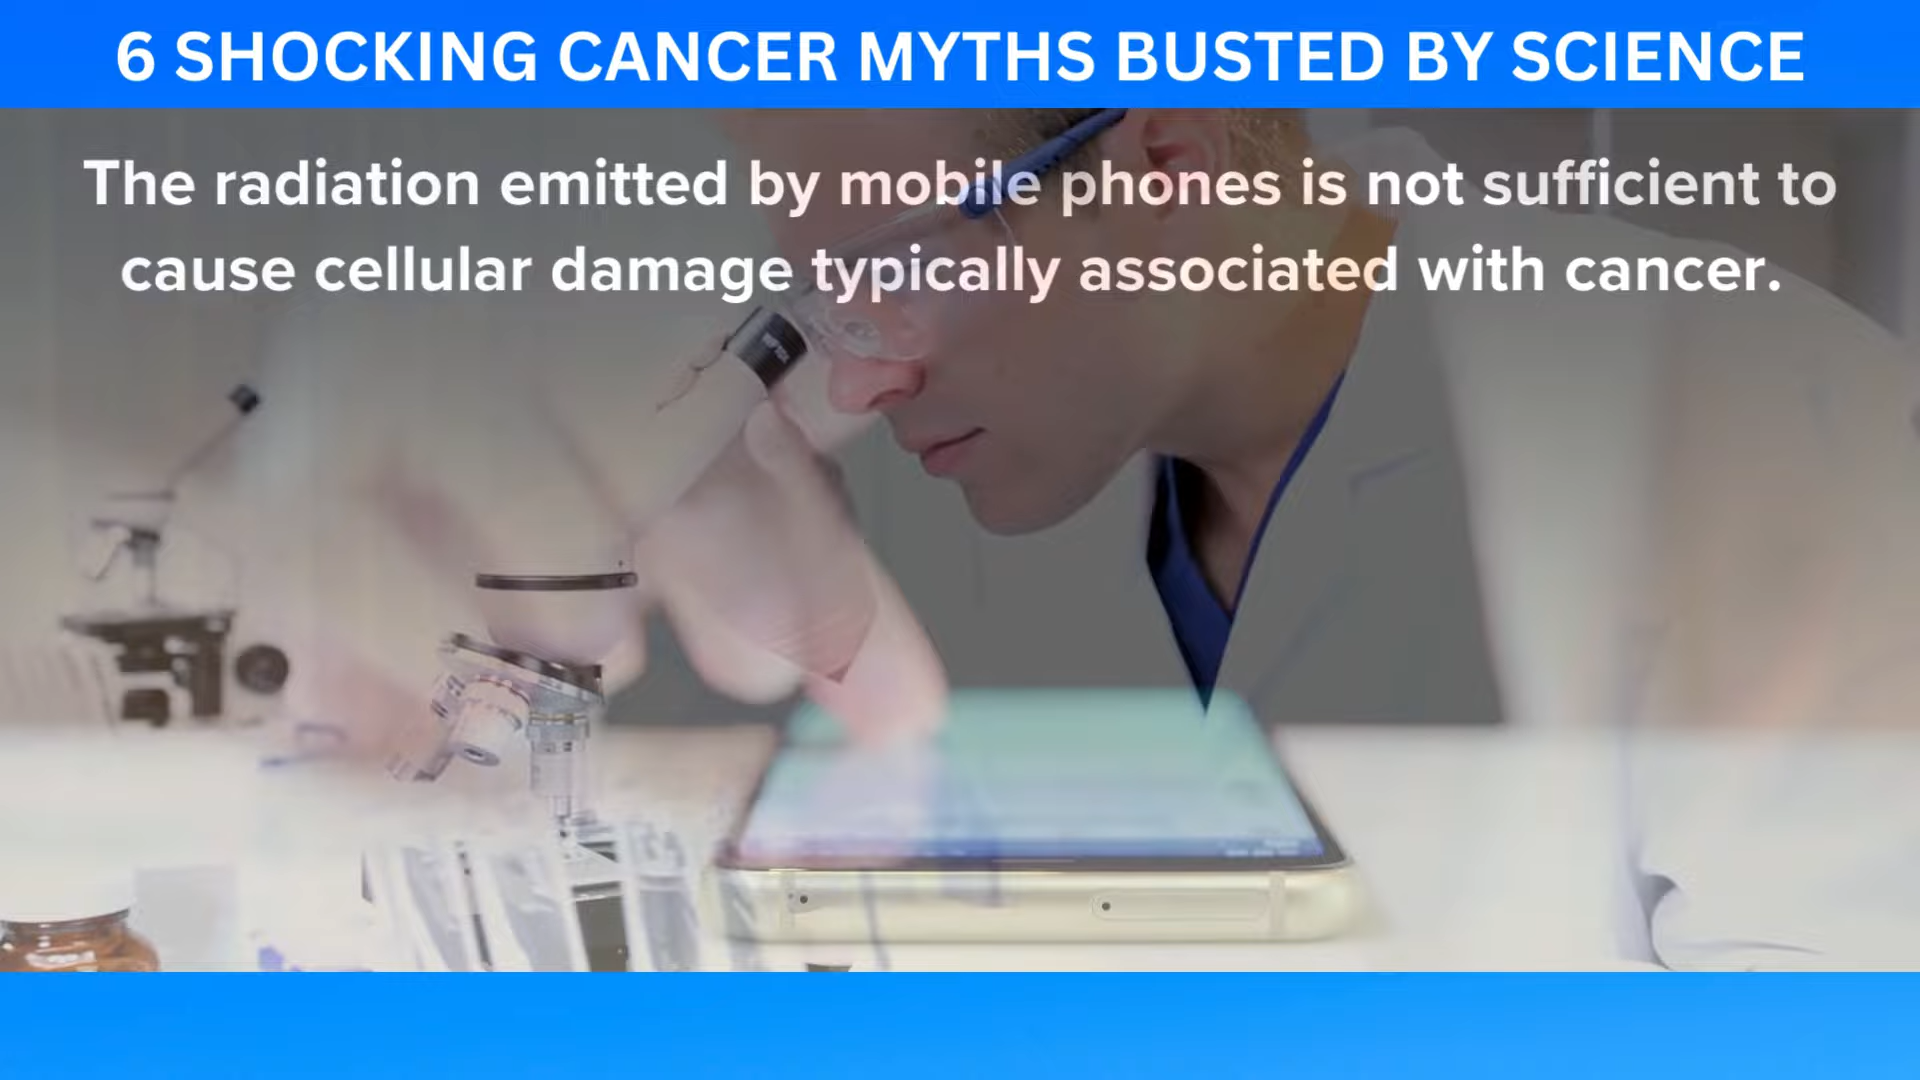 6 SHOCKING CANCER MYTHS BUSTED BY SCIENCE
The radiation emitted by mobile phones is not sufficient to
cause cellular damage typically associated with cancer.